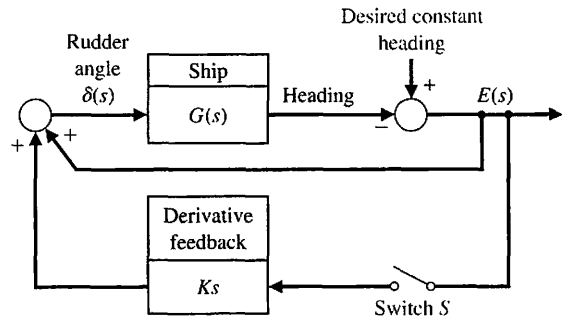 Desired constant
heading
Rudder
angle
δ(s)
Ship
G(s)
Heading
+
−
E(s)
+
+
Derivative
feedback
Ks
Switch S